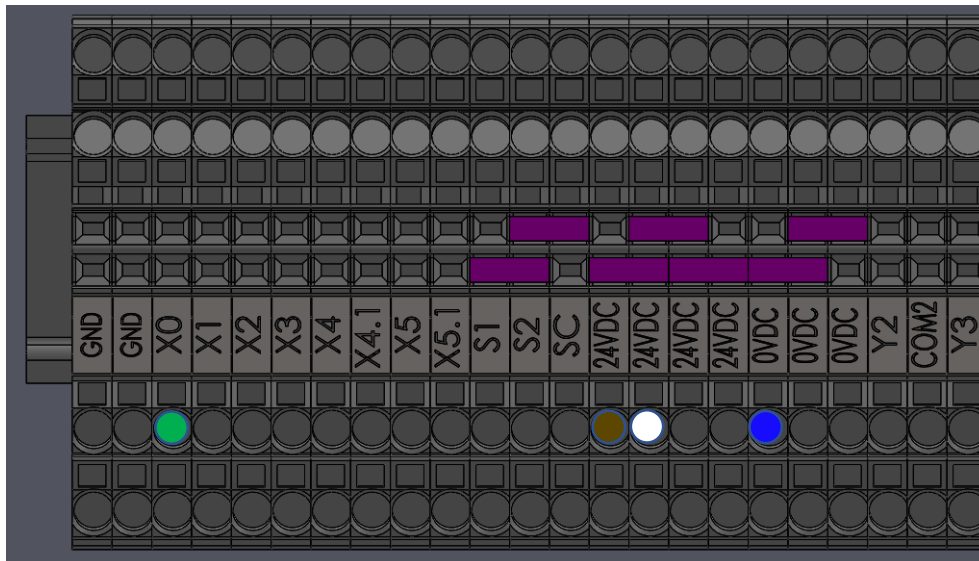 GND
GND
X0
X1
X2
X3
X4
X4.1
X5
X5.1
S1
S2
SC
24VDC
24VDC
24VDC
24VDC
0VDC
0VDC
0VDC
Y2
COM2
Y3